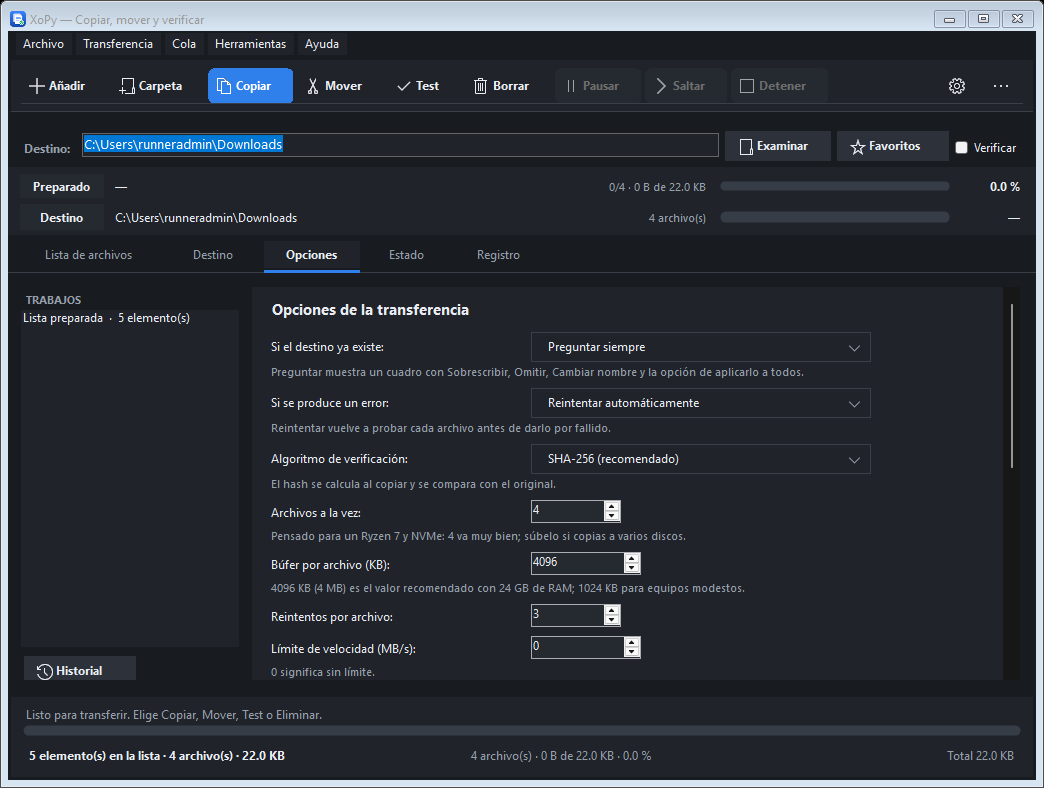 XoPy — Copiar, mover y verificar
Archivo Transferencia Cola Herramientas Ayuda
Añadir Carpeta Copiar Mover Test Borrar Pausar Saltar Detener ...
Destino: C:\Users\runneradmin\Downloads Examinar Favoritos Verificar
Preparado — 0/4 · 0 B de 22.0 KB 0.0 %
Destino C:\Users\runneradmin\Downloads 4 archivo(s) —
Lista de archivos Destino Opciones Estado Registro
TRABAJOS
Lista preparada · 5 elemento(s)
Historial
Opciones de la transferencia
Si el destino ya existe: Preguntar siempre
Preguntar muestra un cuadro con Sobrescribir, Omitir, Cambiar nombre y la opción de aplicarlo a todos.
Si se produce un error: Reintentar automáticamente
Reintentar vuelve a probar cada archivo antes de darlo por fallido.
Algoritmo de verificación: SHA-256 (recomendado)
El hash se calcula al copiar y se compara con el original.
Archivos a la vez: 4
Pensado para un Ryzen 7 y NVMe: 4 va muy bien; súbelo si copias a varios discos.
Búfer por archivo (KB): 4096
4096 KB (4 MB) es el valor recomendado con 24 GB de RAM; 1024 KB para equipos modestos.
Reintentos por archivo: 3
Límite de velocidad (MB/s): 0
0 significa sin límite.
Listo para transferir. Elige Copiar, Mover, Test o Eliminar.
5 elemento(s) en la lista · 4 archivo(s) · 22.0 KB 4 archivo(s) · 0 B de 22.0 KB · 0.0 % Total 22.0 KB